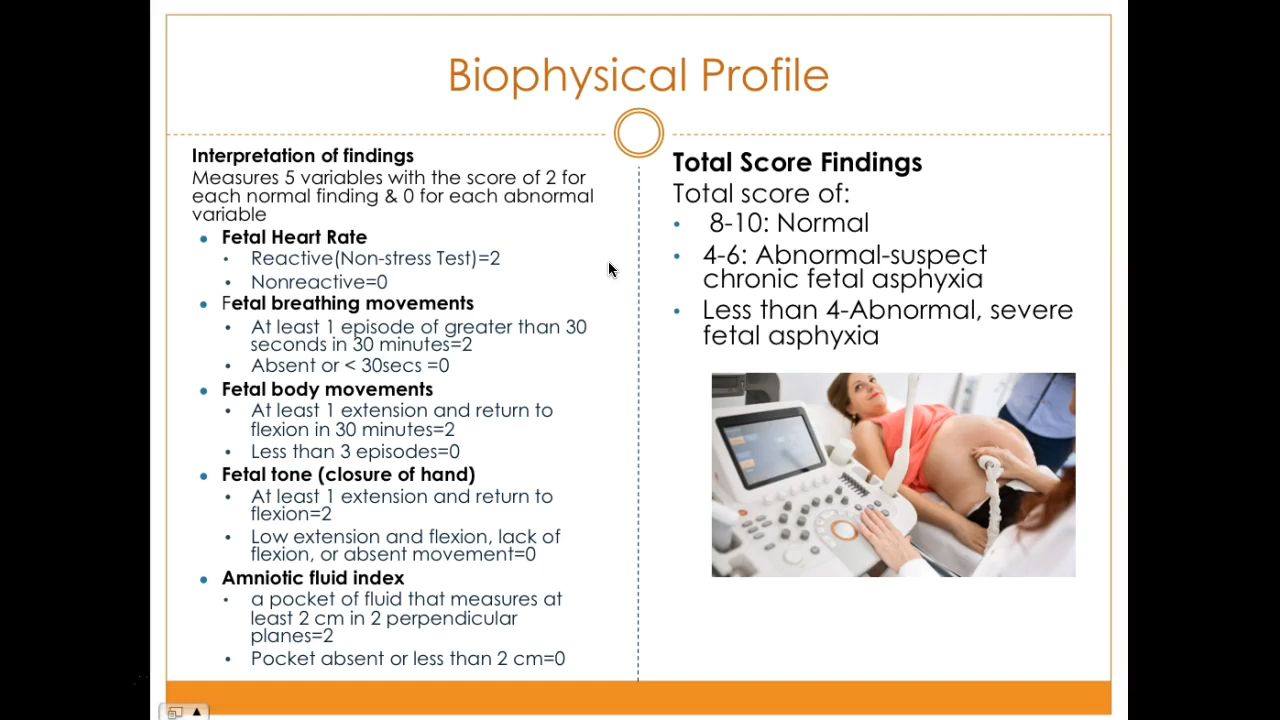 Biophysical Profile
Interpretation of findings
Measures 5 variables with the score of 2 for
each normal finding & 0 for each abnormal
variable
• Fetal Heart Rate
• Reactive(Non-stress Test)=2
• Nonreactive=0
• Fetal breathing movements
• At least 1 episode of greater than 30
seconds in 30 minutes=2
• Absent or < 30secs =0
• Fetal body movements
• At least 1 extension and return to
flexion in 30 minutes=2
• Less than 3 episodes=0
• Fetal tone (closure of hand)
• At least 1 extension and return to
flexion=2
• Low extension and flexion, lack of
flexion, or absent movement=0
• Amniotic fluid index
• a pocket of fluid that measures at
least 2 cm in 2 perpendicular
planes=2
• Pocket absent or less than 2 cm=0
Total Score Findings
Total score of:
• 8-10: Normal
• 4-6: Abnormal-suspect
chronic fetal asphyxia
• Less than 4-Abnormal, severe
fetal asphyxia